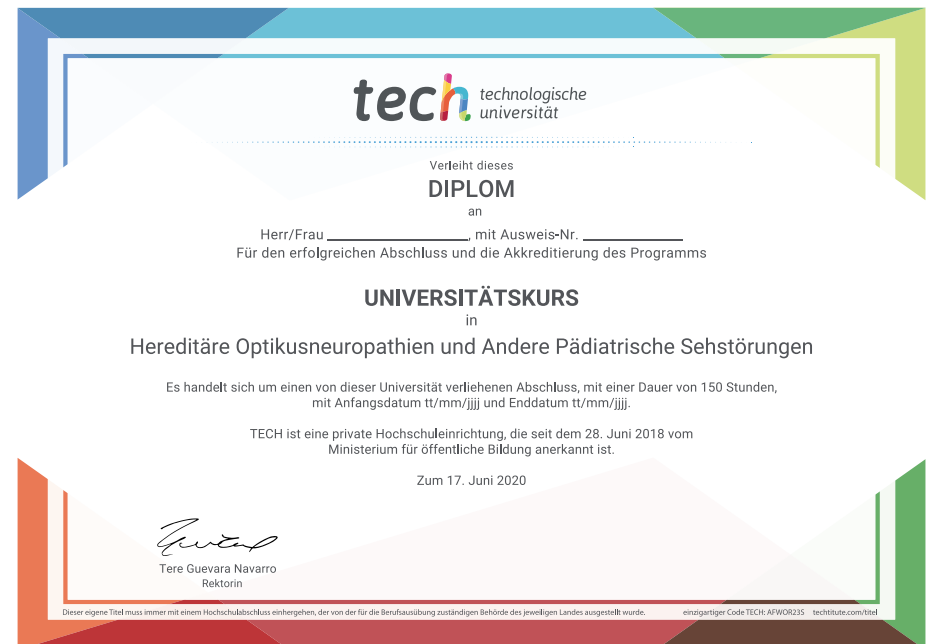 tech technologische
universität
Verleiht dieses
DIPLOM
an
Herr/Frau ____________________, mit Ausweis-Nr. ______________
Für den erfolgreichen Abschluss und die Akkreditierung des Programms
UNIVERSITÄTSKURS
in
Hereditäre Optikusneuropathien und Andere Pädiatrische Sehstörungen
Es handelt sich um einen von dieser Universität verliehenen Abschluss, mit einer Dauer von 150 Stunden,
mit Anfangsdatum tt/mm/jjjj und Enddatum tt/mm/jjjj.
TECH ist eine private Hochschuleinrichtung, die seit dem 28. Juni 2018 vom
Ministerium für öffentliche Bildung anerkannt ist.
Zum 17. Juni 2020
Tere Guevara Navarro
Rektorin
Dieser eigene Titel muss immer mit einem Hochschulabschluss einhergehen, der von der für die Berufsausübung zuständigen Behörde des jeweiligen Landes ausgestellt wurde. einzigartiger Code TECH: AFWOR23S techtitute.com/titel